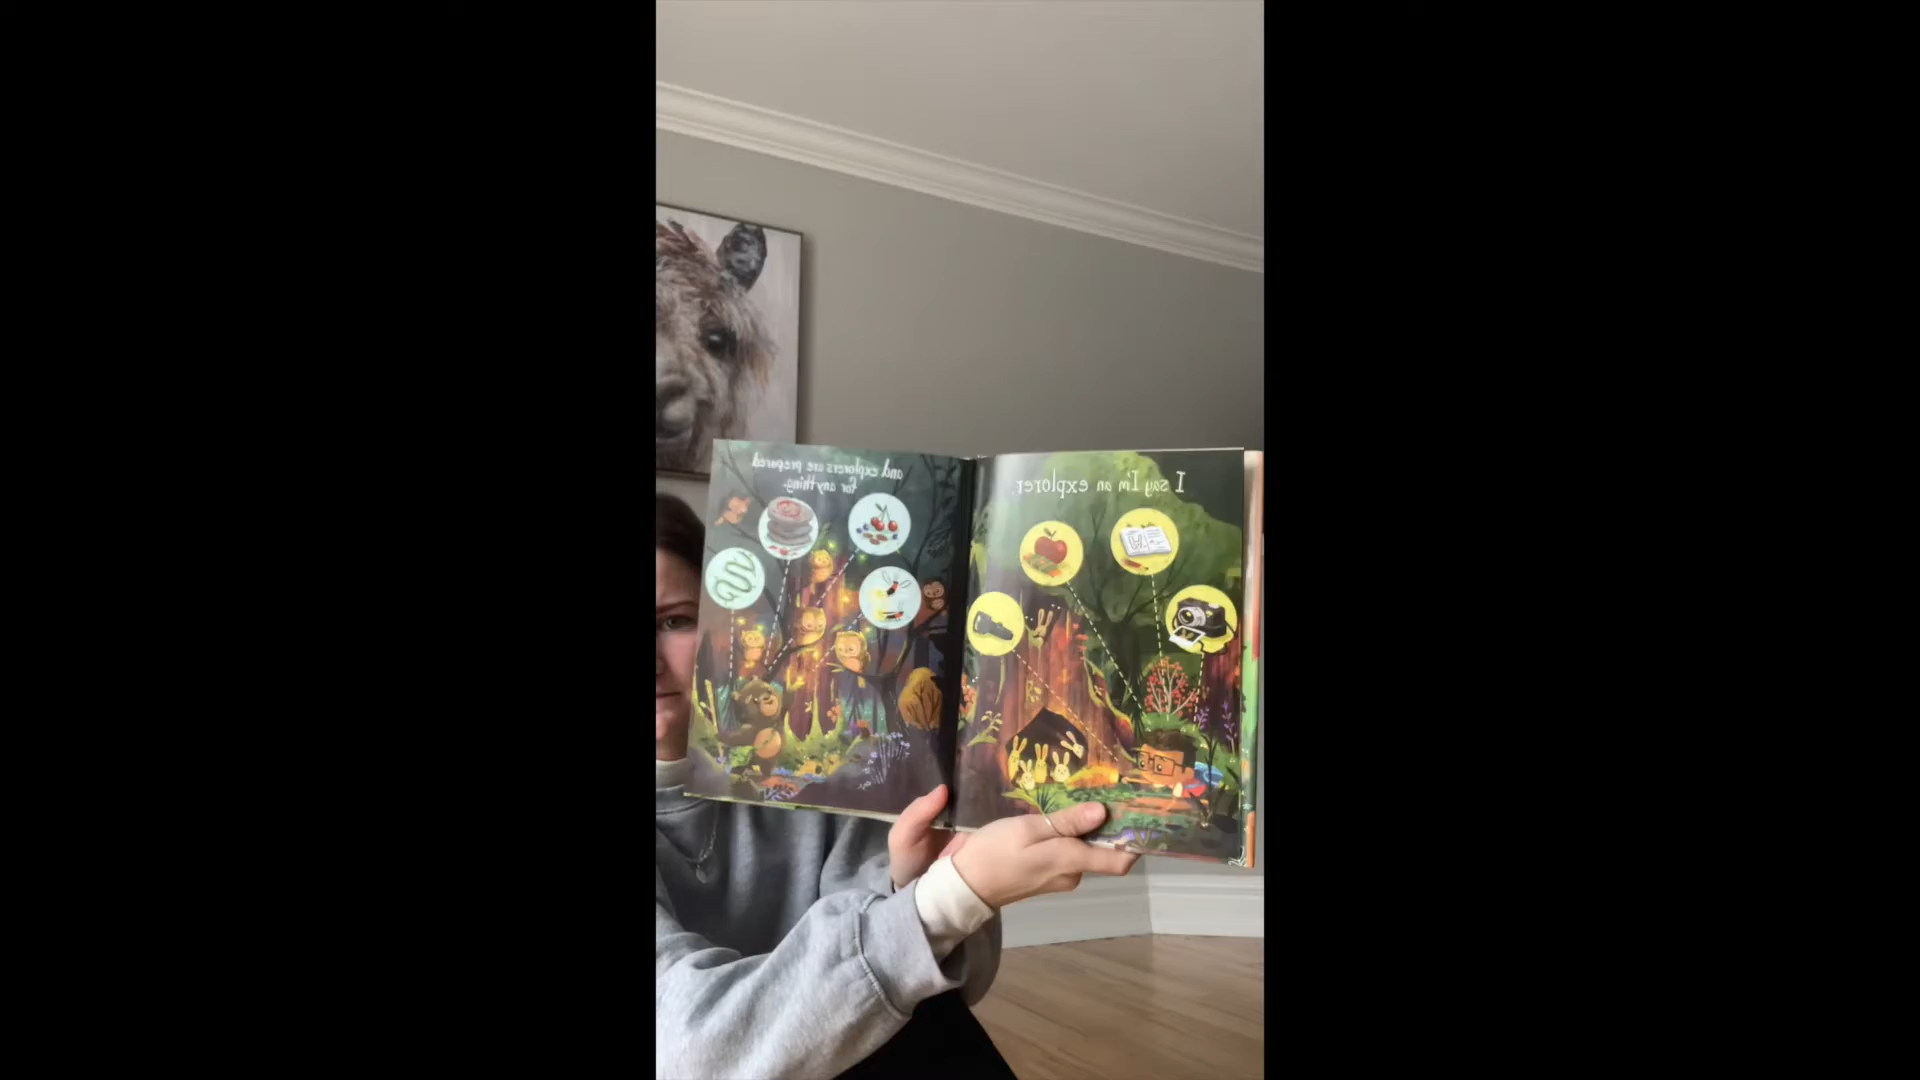 I say I'm an explorer,
and explorers are prepared
for anything.